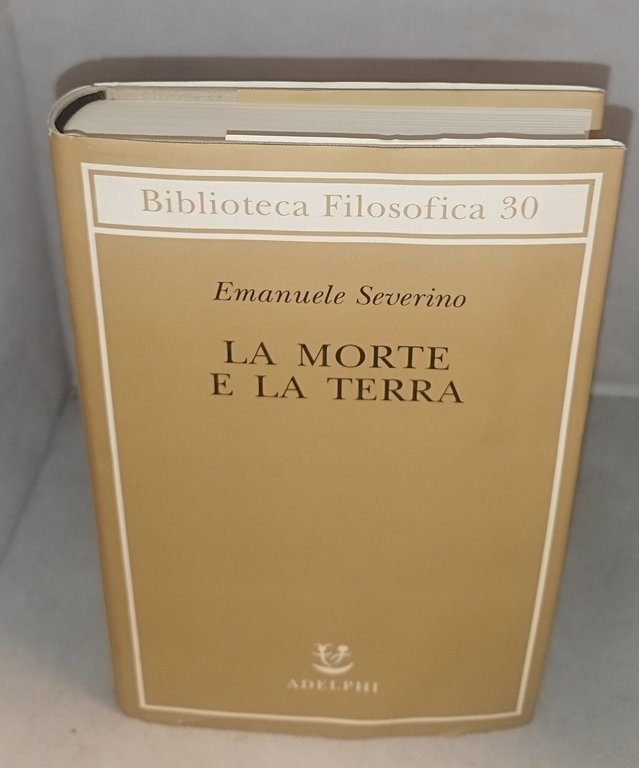 Biblioteca Filosofica 30
Emanuele Severino
LA MORTE
E LA TERRA
ADELPHI